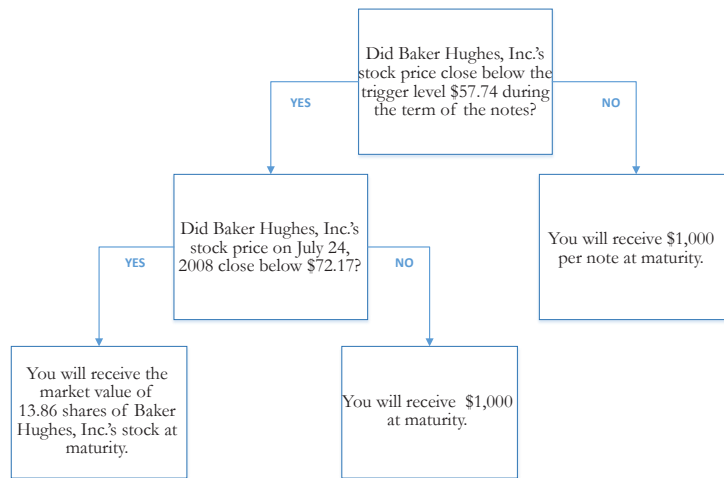 Did Baker Hughes, Inc.'s
stock price close below the
trigger level $57.74 during
the term of the notes?
YES
NO
Did Baker Hughes, Inc.'s
stock price on July 24,
2008 close below $72.17?
You will receive $1,000
per note at maturity.
YES
NO
You will receive the
market value of
13.86 shares of Baker
Hughes, Inc.'s stock at
maturity.
You will receive $1,000
at maturity.